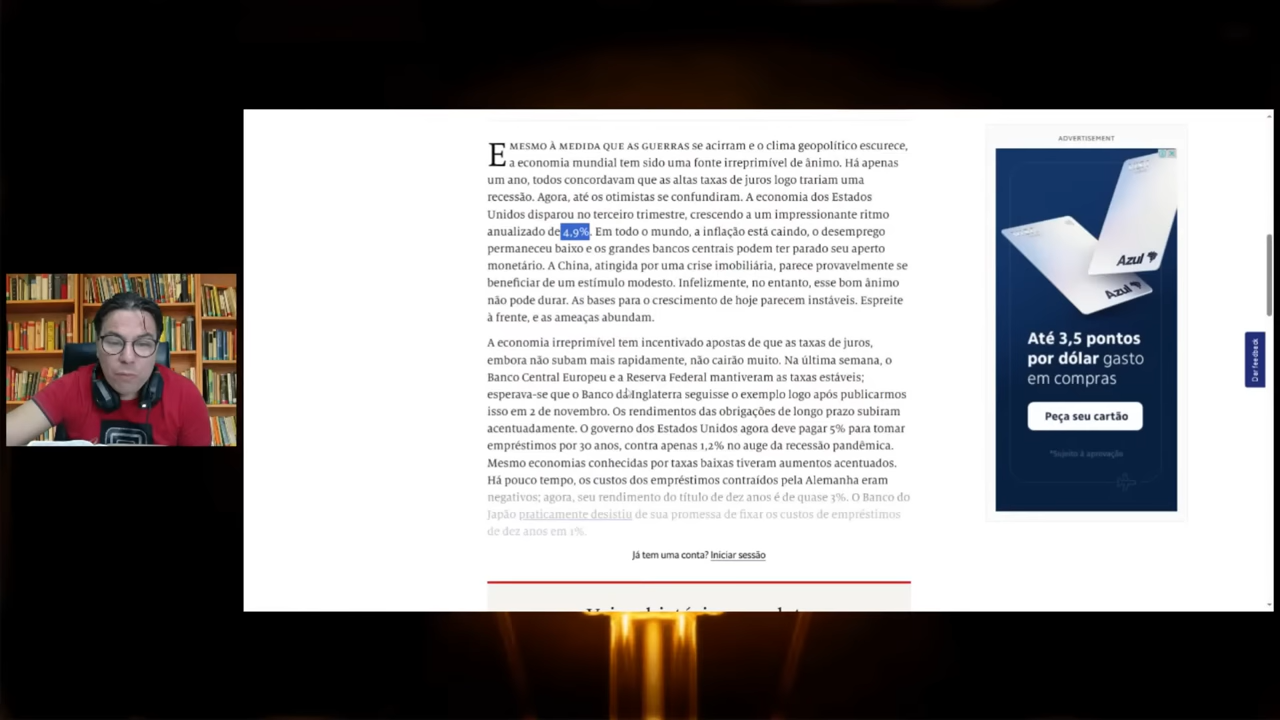 E MESMO À MEDIDA QUE AS GUERRAS se acirram e o clima geopolítico escurece,
a economia mundial tem sido uma fonte irreprimível de ânimo. Há apenas
um ano, todos concordavam que as altas taxas de juros logo trariam uma
recessão. Agora, até os otimistas se confundiram. A economia dos Estados
Unidos disparou no terceiro trimestre, crescendo a um impressionante ritmo
anualizado de 4,9%. Em todo o mundo, a inflação está caindo, o desemprego
permaneceu baixo e os grandes bancos centrais podem ter parado seu aperto
monetário. A China, atingida por uma crise imobiliária, parece provavelmente se
beneficiar de um estímulo modesto. Infelizmente, no entanto, esse bom ânimo
não pode durar. As bases para o crescimento de hoje parecem instáveis. Espreite
à frente, e as ameaças abundam.
A economia irreprimível tem incentivado apostas de que as taxas de juros,
embora não subam mais rapidamente, não cairão muito. Na última semana, o
Banco Central Europeu e a Reserva Federal mantiveram as taxas estáveis;
esperava-se que o Banco da Inglaterra seguisse o exemplo logo após publicarmos
isso em 2 de novembro. Os rendimentos das obrigações de longo prazo subiram
acentuadamente. O governo dos Estados Unidos agora deve pagar 5% para tomar
empréstimos por 30 anos, contra apenas 1,2% no auge da recessão pandêmica.
Mesmo economias conhecidas por taxas baixas tiveram aumentos acentuados.
Há pouco tempo, os custos dos empréstimos contraídos pela Alemanha eram
negativos; agora, seu rendimento do título de dez anos é de quase 3%. O Banco do
Japão praticamente desistiu de sua promessa de fixar os custos de empréstimos
de dez anos em 1%.
Já tem uma conta? Iniciar sessão
ADVERTISEMENT
Azul
Azul
Até 3,5 pontos
por dólar gasto
em compras
Peça seu cartão
*Sujeito à aprovação
Dar feedback